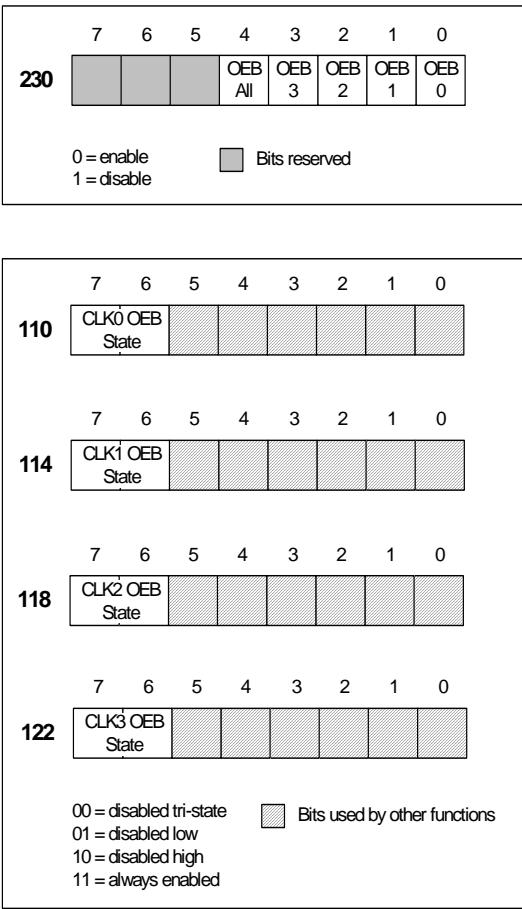 7 6 5 4 3 2 1 0
230
OEB All
OEB 3
OEB 2
OEB 1
OEB 0
0 = enable
1 = disable
Bits reserved
7 6 5 4 3 2 1 0
110
CLK0 OEB
State
7 6 5 4 3 2 1 0
114
CLK1 OEB
State
7 6 5 4 3 2 1 0
118
CLK2 OEB
State
7 6 5 4 3 2 1 0
122
CLK3 OEB
State
00 = disabled tri-state
01 = disabled low
10 = disabled high
11 = always enabled
Bits used by other functions